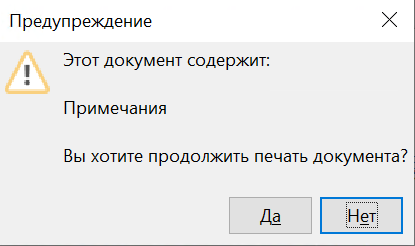 Предупреждение
Этот документ содержит:
Примечания
Вы хотите продолжить печать документа?
Да
Нет